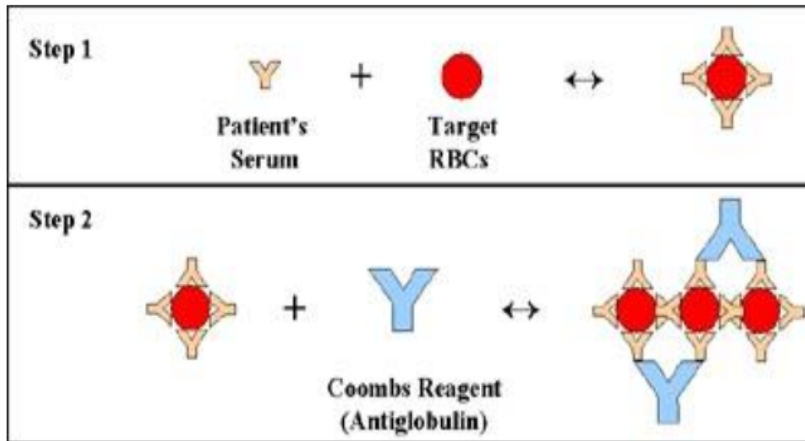 Step 1
+
↔
Patient's
Serum
Target
RBCs
Step 2
+
↔
Coombs Reagent
(Antiglobulin)